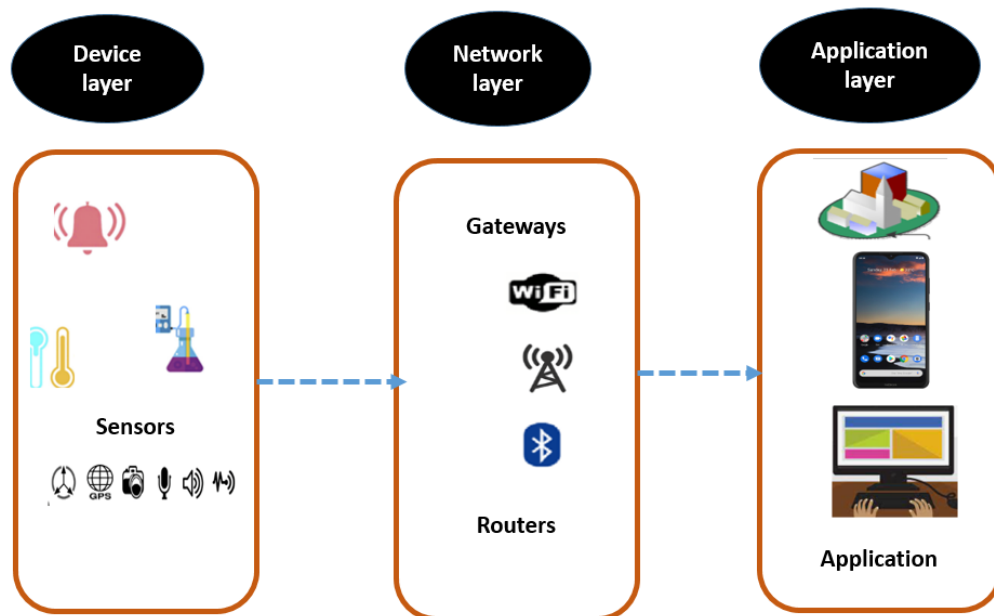 Device
layer
Network
layer
Application
layer
Gateways
WiFi
Sensors
GPS
Routers
Application